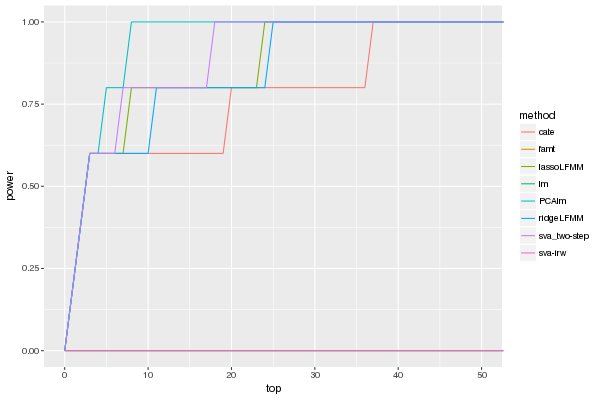 1.00
0.75
0.50
0.25
0.00
power
0
10
20
30
40
50
top
method
cate
famt
lassoLFMM
lm
PCAlm
ridgeLFMM
sva_two-step
sva-irw